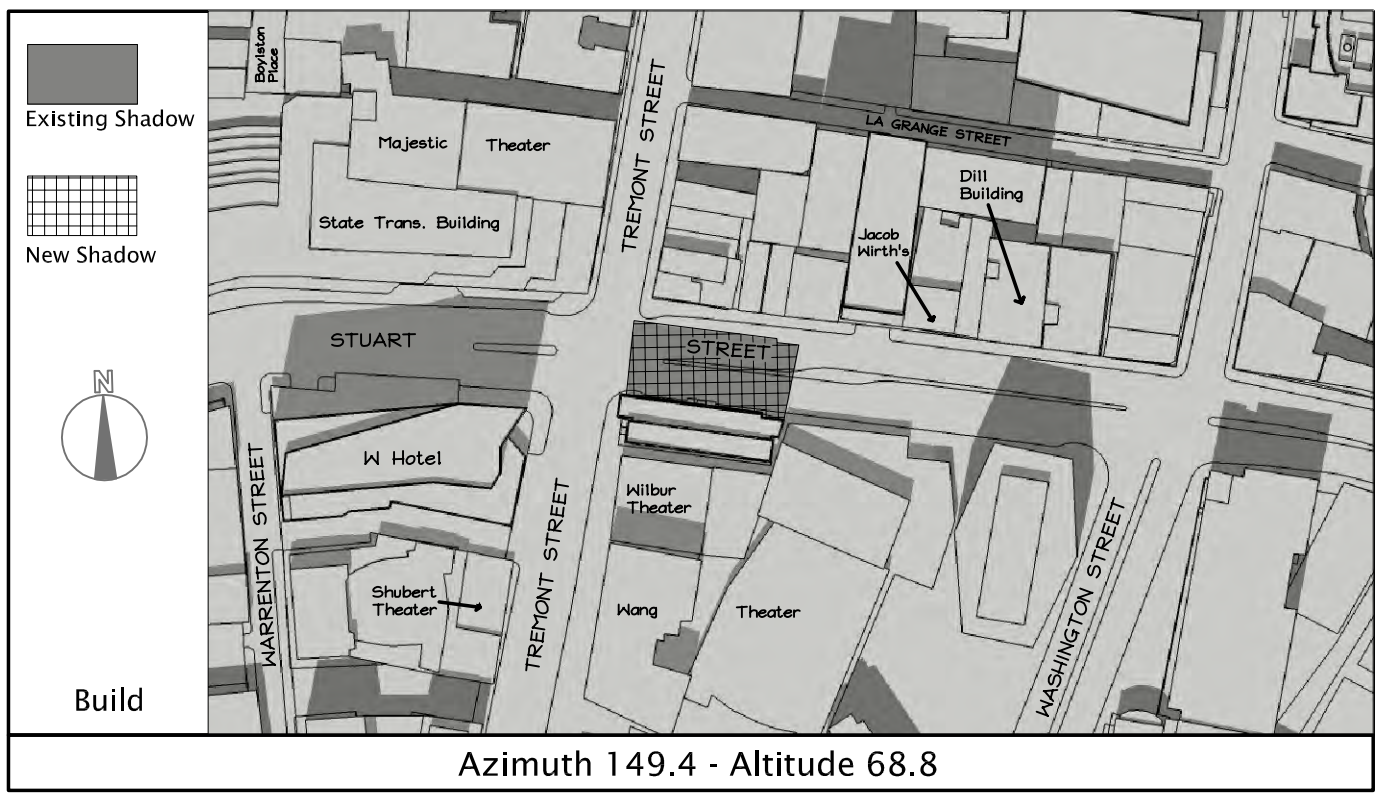 Existing Shadow
New Shadow
N
Build
Boylston
Place
Majestic
Theater
State Trans. Building
TREMONT STREET
LA GRANGE STREET
Dill
Building
Jacob
Wirth's
STUART
STREET
W Hotel
WARRENTON STREET
TREMONT STREET
Wilbur
Theater
Shubert
Theater
Wang
Theater
WASHINGTON STREET
Azimuth 149.4 - Altitude 68.8